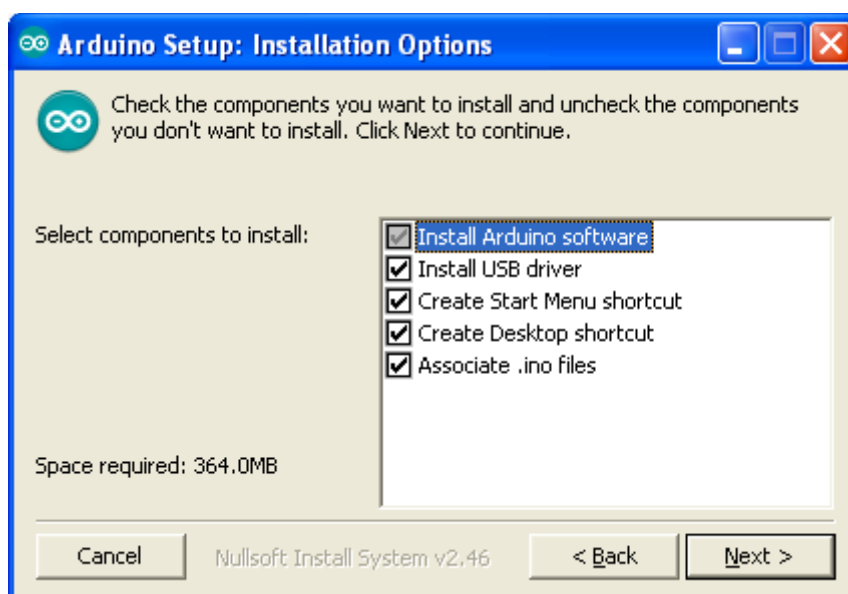 Arduino Setup: Installation Options
Check the components you want to install and uncheck the components
you don't want to install. Click Next to continue.
Select components to install:
Install Arduino software
Install USB driver
Create Start Menu shortcut
Create Desktop shortcut
Associate .ino files
Space required: 364.0MB
Cancel
Nullsoft Install System v2.46
< Back
Next >